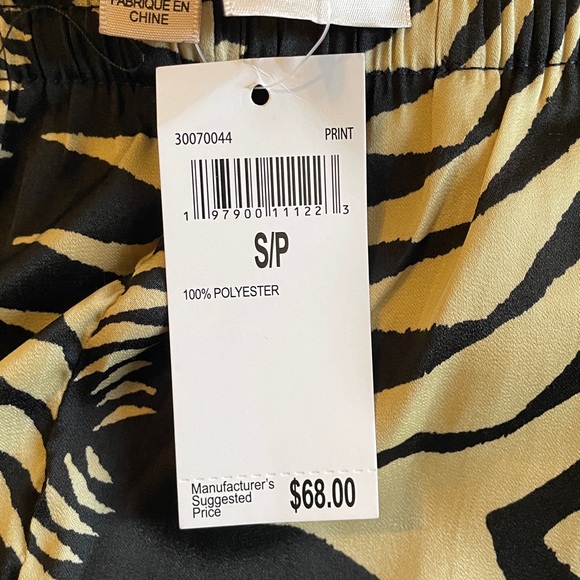 FABRIQUE EN
CHINE
30070044 PRINT
1 97900 11122 3
S/P
100% POLYESTER
Manufacturer's
Suggested
Price
$68.00